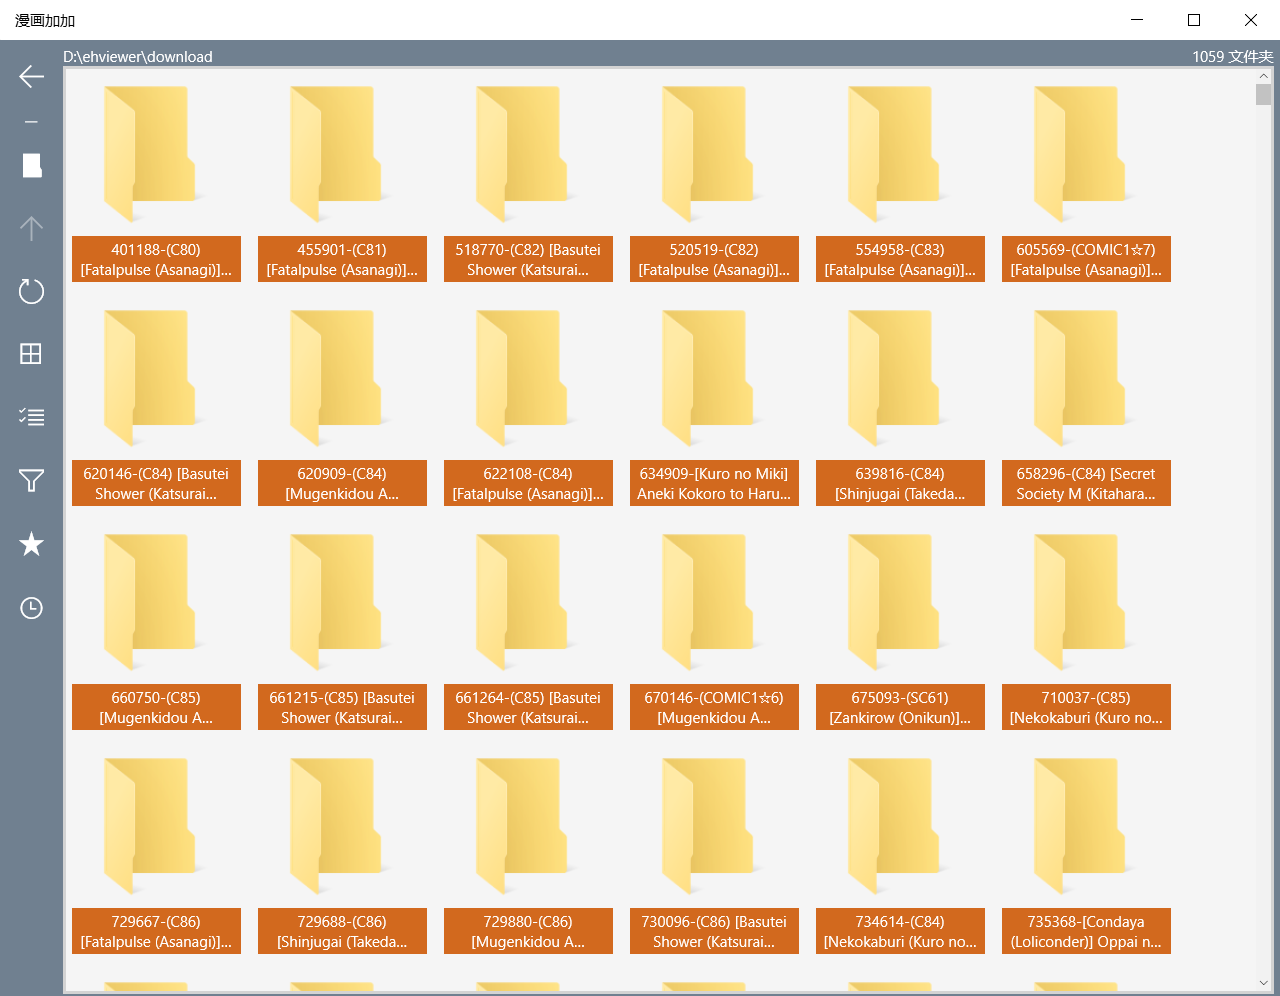 漫画加加
D:\ehviewer\download
1059 文件夹
401188-(C80)
[Fatalpulse (Asanagi)]...
455901-(C81)
[Fatalpulse (Asanagi)]...
518770-(C82) [Basutei
Shower (Katsurai...
520519-(C82)
[Fatalpulse (Asanagi)]...
554958-(C83)
[Fatalpulse (Asanagi)]...
605569-(COMIC1☆7)
[Fatalpulse (Asanagi)]...
620146-(C84) [Basutei
Shower (Katsurai...
620909-(C84)
[Mugenkidou A...
622108-(C84)
[Fatalpulse (Asanagi)]...
634909-[Kuro no Miki]
Aneki Kokoro to Haru...
639816-(C84)
[Shinjugai (Takeda...
658296-(C84) [Secret
Society M (Kitahara...
660750-(C85)
[Mugenkidou A...
661215-(C85) [Basutei
Shower (Katsurai...
661264-(C85) [Basutei
Shower (Katsurai...
670146-(COMIC1☆6)
[Mugenkidou A...
675093-(SC61)
[Zankirow (Onikun)]...
710037-(C85)
[Nekokaburi (Kuro no...
729667-(C86)
[Fatalpulse (Asanagi)]...
729688-(C86)
[Shinjugai (Takeda...
729880-(C86)
[Mugenkidou A...
730096-(C86) [Basutei
Shower (Katsurai...
734614-(C84)
[Nekokaburi (Kuro no...
735368-[Condaya
(Loliconder)] Oppai n...